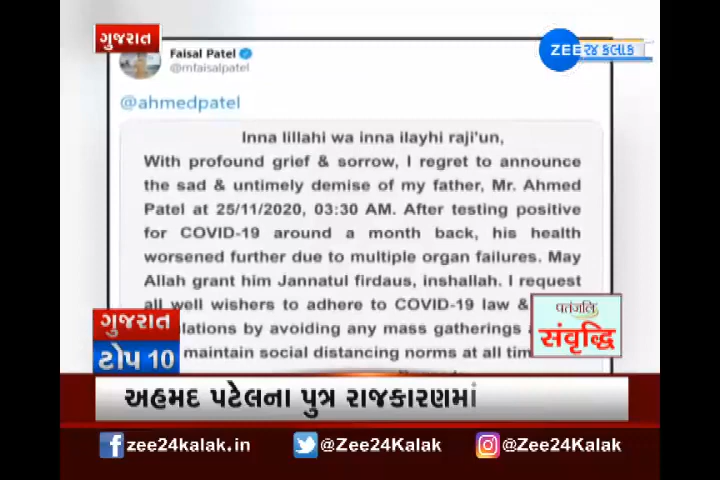 ગુજરાત
Faisal Patel
@mfaisalpatel
ZEE ૨૪ કલાક
@ahmedpatel
Inna lillahi wa inna ilayhi raji'un,
With profound grief & sorrow, I regret to announce
the sad & untimely demise of my father, Mr. Ahmed
Patel at 25/11/2020, 03:30 AM. After testing positive
for COVID-19 around a month back, his health
worsened further due to multiple organ failures. May
Allah grant him Jannatul firdaus, inshallah. I request
all well wishers to adhere to COVID-19 law &
lations by avoiding any mass gatherings
maintain social distancing norms at all tim
ગુજરાત
ટોપ 10
પતંજલિ
સંવૃદ્ધિ
અહમદ પટેલના પુત્ર રાજકારણમાં
zee24kalak.in @Zee24Kalak @Zee24Kalak